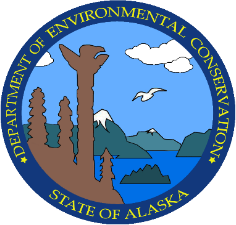 DEPARTMENT OF ENVIRONMENTAL CONSERVATION
STATE OF ALASKA